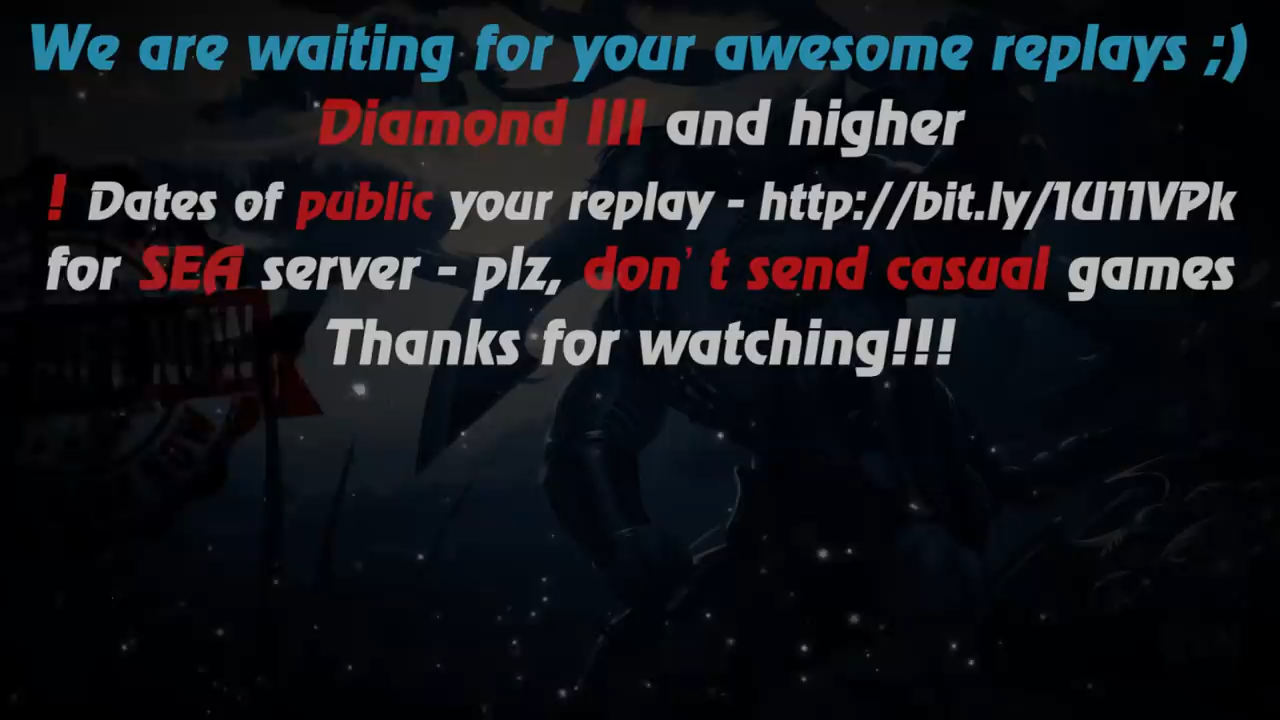 We are waiting for your awesome replays ;)
Diamond III and higher
! Dates of public your replay - http://bit.ly/1U11VPk
for SEA server - plz, don't send casual games
Thanks for watching!!!